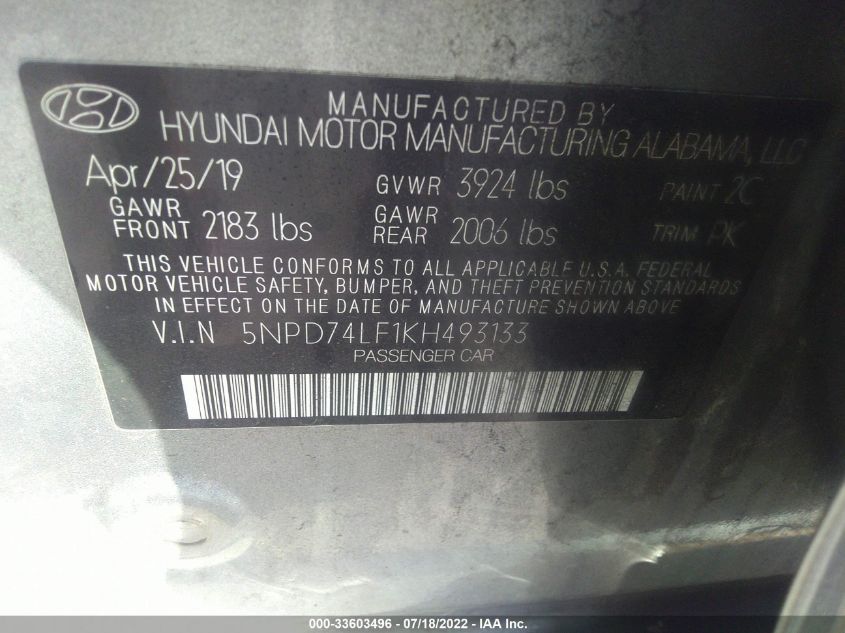 MANUFACTURED BY
HYUNDAI MOTOR MANUFACTURING ALABAMA, LLC
Apr/25/19 GVWR 3924 lbs PAINT 2C
GAWR FRONT 2183 lbs GAWR REAR 2006 lbs TRIM PK
THIS VEHICLE CONFORMS TO ALL APPLICABLE U.S.A. FEDERAL
MOTOR VEHICLE SAFETY, BUMPER, AND THEFT PREVENTION STANDARDS
IN EFFECT ON THE DATE OF MANUFACTURE SHOWN ABOVE
V.I.N 5NPD74LF1KH493133
PASSENGER CAR
000-33603496 - 07/18/2022 - IAA Inc.